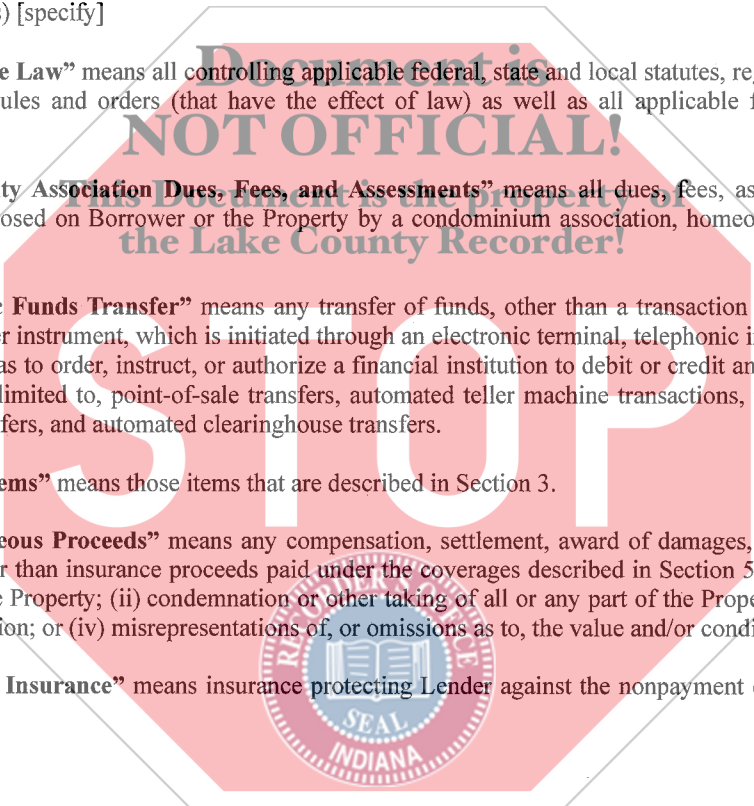 s) [specify]
e Law” means all controlling applicable federal, state and local statutes, re
ules and orders (that have the effect of law) as well as all applicable f
Document is
NOT OFFICIAL!
This Document is the property of
the Lake County Recorder!
ty Association Dues, Fees, and Assessments” means all dues, fees, as
osed on Borrower or the Property by a condominium association, homeo
c Funds Transfer” means any transfer of funds, other than a transaction
er instrument, which is initiated through an electronic terminal, telephonic i
as to order, instruct, or authorize a financial institution to debit or credit an
limited to, point-of-sale transfers, automated teller machine transactions,
fers, and automated clearinghouse transfers.
STOP
ems” means those items that are described in Section 3.
eous Proceeds” means any compensation, settlement, award of damages,
r than insurance proceeds paid under the coverages described in Section 5
e Property; (ii) condemnation or other taking of all or any part of the Prope
ion; or (iv) misrepresentations of, or omissions as to, the value and/or condi
Insurance” means insurance protecting Lender against the nonpayment
RECORDER'S OFFICE
SEAL
INDIANA